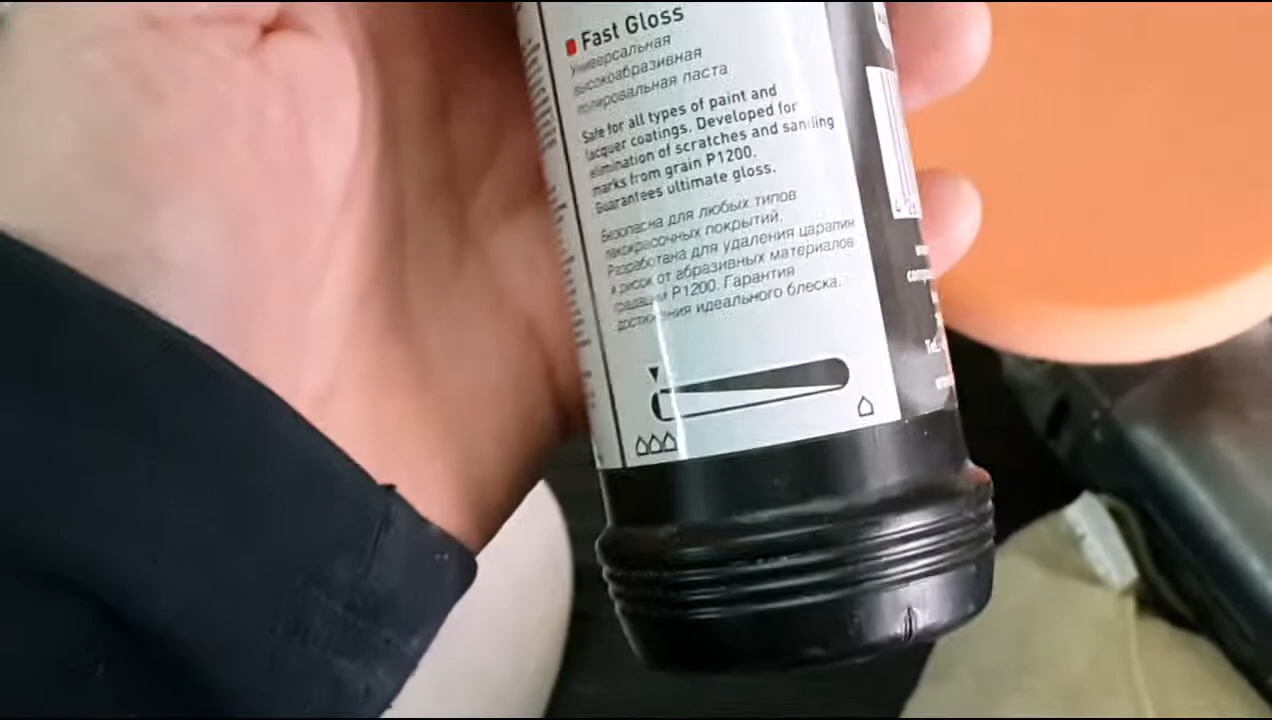 Fast Gloss
Универсальная
высокоабразивная
полировальная паста
Safe for all types of paint and
lacquer coatings. Developed for
elimination of scratches and sanding
marks from grain P1200.
Guarantees ultimate gloss.
Безопасна для любых типов
лакокрасочных покрытий.
Разработана для удаления царапин
и рисок от абразивных материалов
градации P1200. Гарантия
достижения идеального блеска.